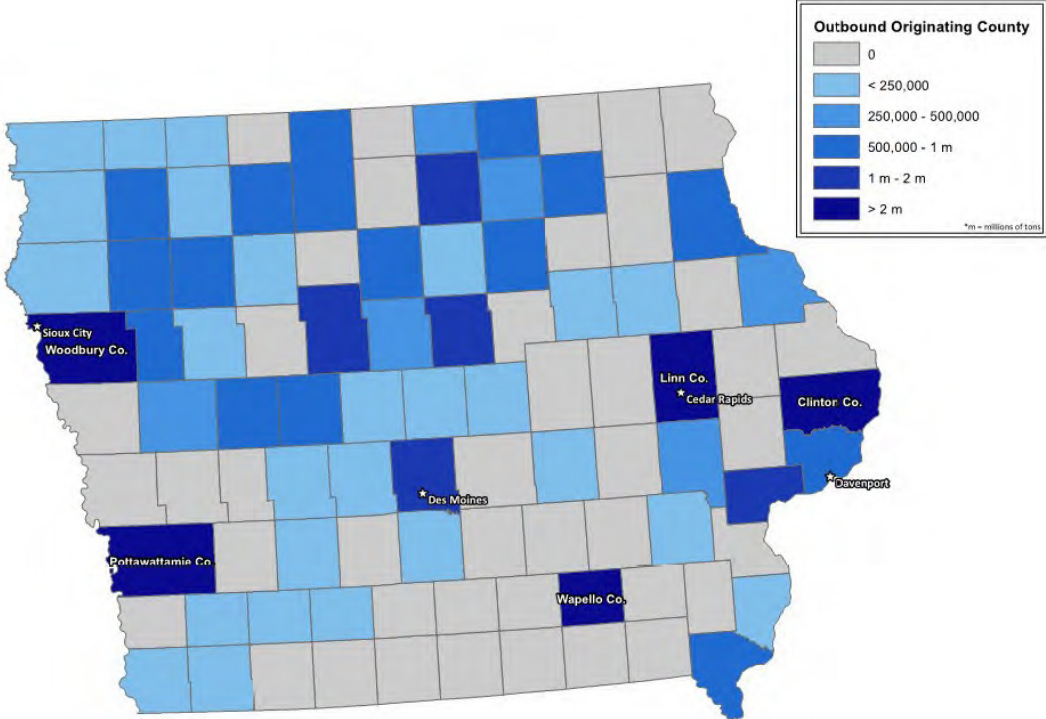 Outbound Originating County
0
< 250,000
250,000 - 500,000
500,000 - 1 m
1 m - 2 m
> 2 m
*m = millions of tons
Sioux City
Woodbury Co.
Linn Co.
Cedar Rapids
Clinton Co.
Davenport
Des Moines
Pottawattamie Co.
Wapello Co.